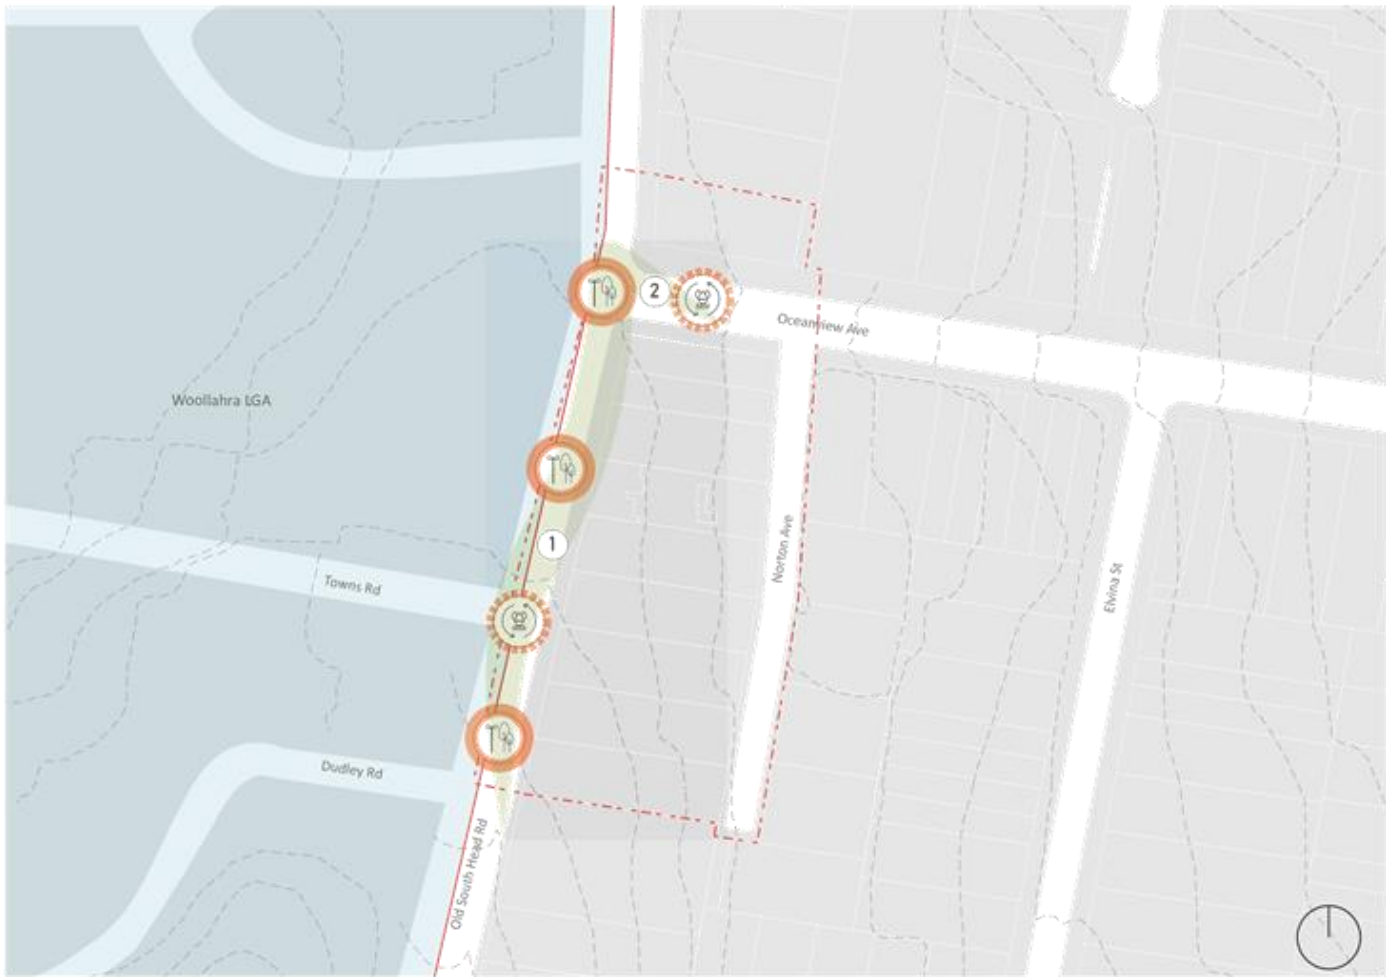 2
Oceanview Ave
Woollahra LGA
1
Norton Ave
Towns Rd
Elvina St
Dudley Rd
Old South Head Rd